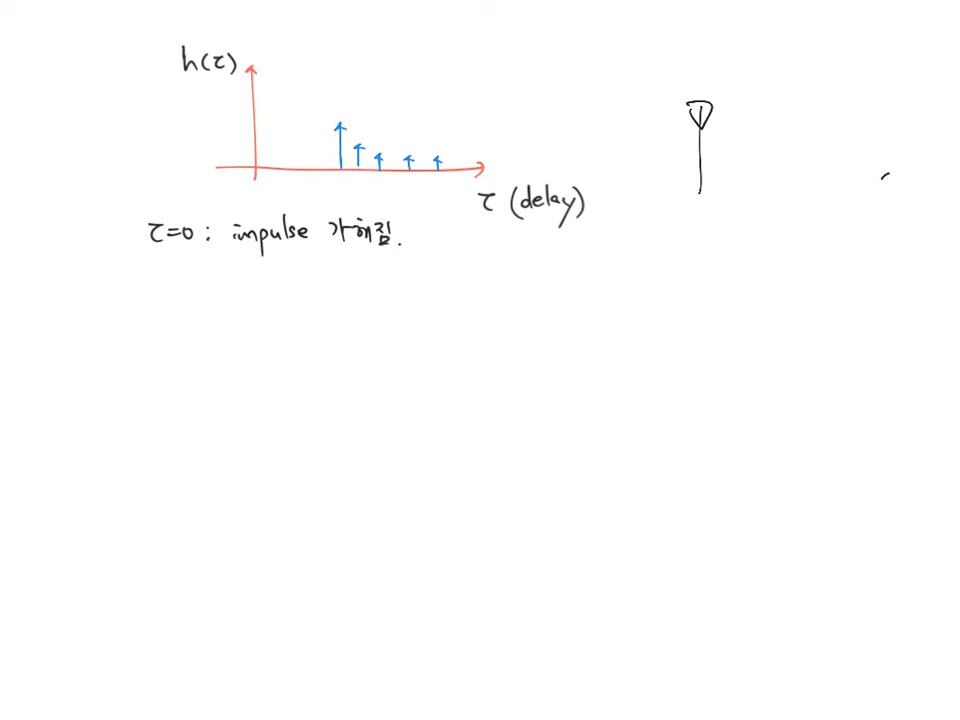 h(τ)
τ (delay)
τ=0 : impulse 가해짐.